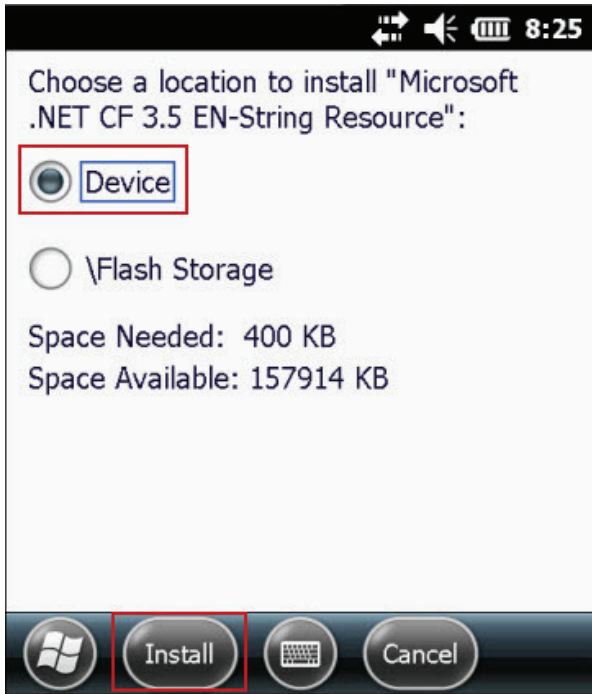 8:25
Choose a location to install "Microsoft
.NET CF 3.5 EN-String Resource":
Device
\Flash Storage
Space Needed: 400 KB
Space Available: 157914 KB
Install
Cancel